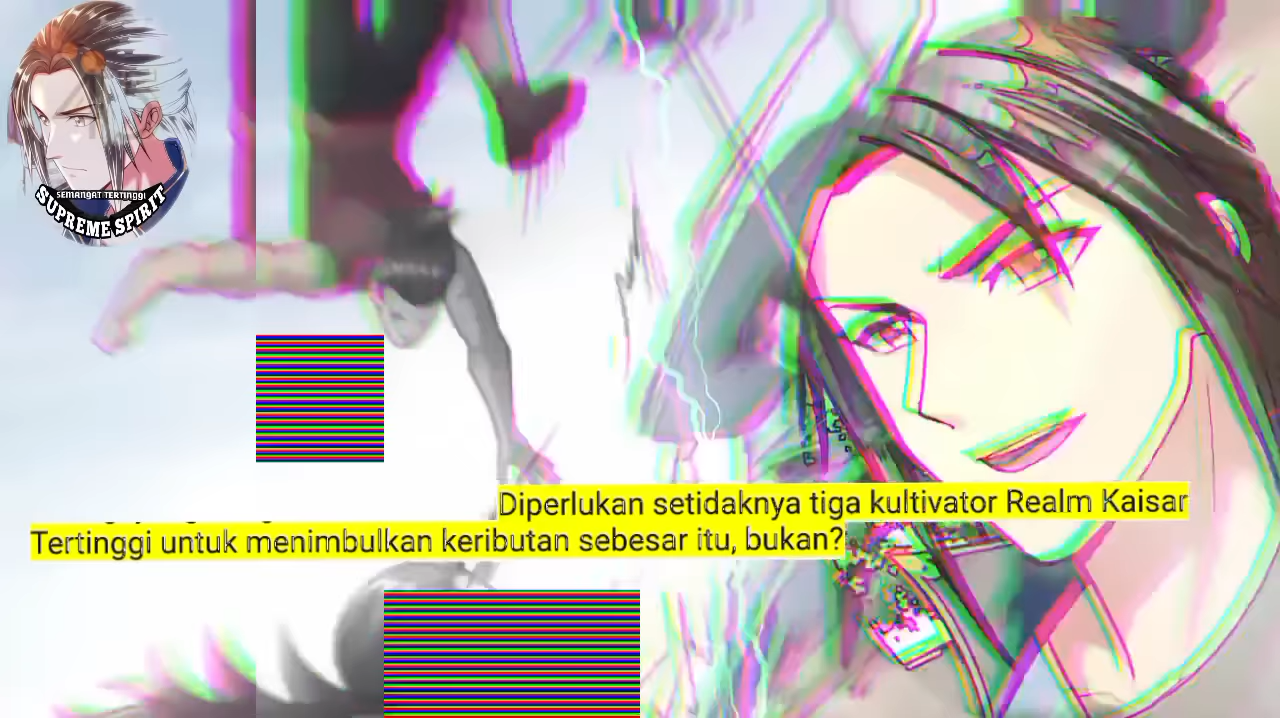 SEMANGAT TERTINGGI
SUPREME SPIRIT
Diperlukan setidaknya tiga kultivator Realm Kaisar
Tertinggi untuk menimbulkan keributan sebesar itu, bukan?